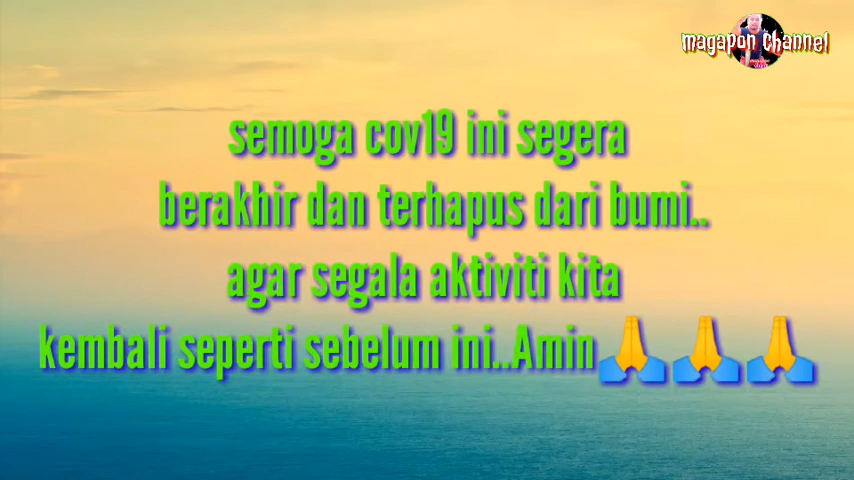 magapon channel
semoga cov19 ini segera
berakhir dan terhapus dari bumi..
agar segala aktiviti kita
kembali seperti sebelum ini..Amin🙏🙏🙏